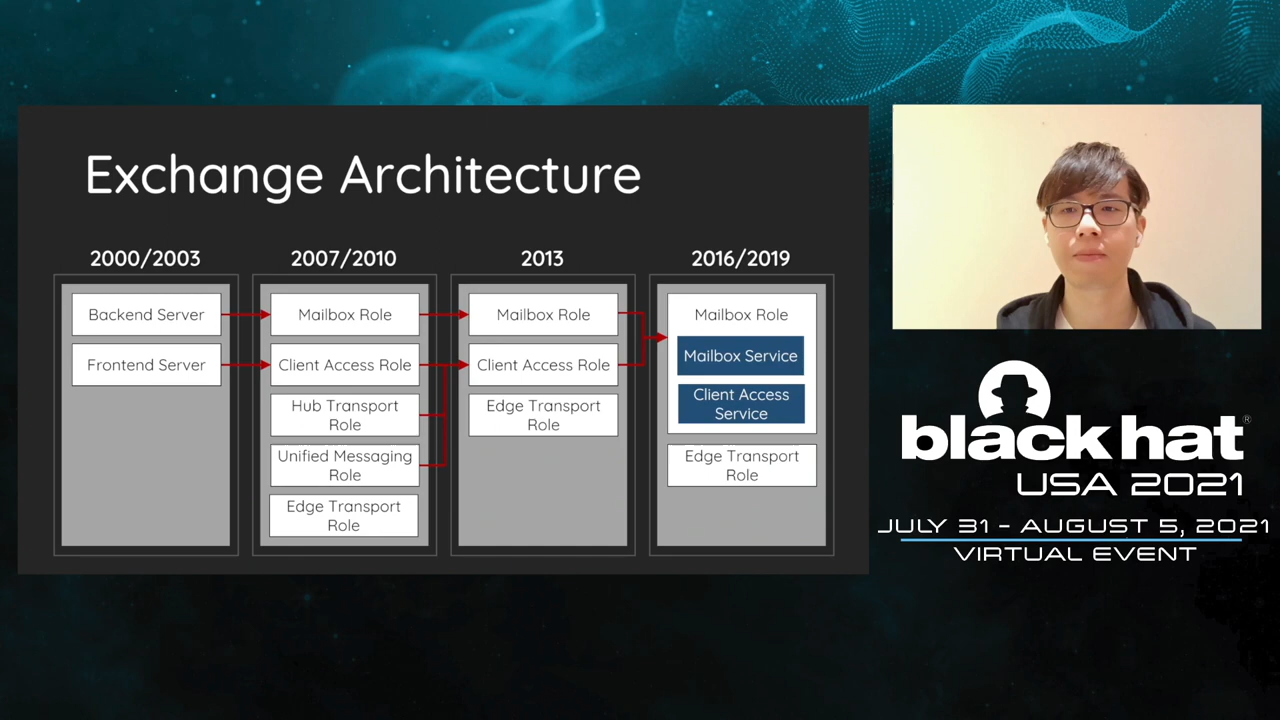 Exchange Architecture
2000/2003
Backend Server
Frontend Server
2007/2010
Mailbox Role
Client Access Role
Hub Transport
Role
Unified Messaging
Role
Edge Transport
Role
2013
Mailbox Role
Client Access Role
Edge Transport
Role
2016/2019
Mailbox Role
Mailbox Service
Client Access
Service
Edge Transport
Role
black hat®
USA 2021
JULY 31 - AUGUST 5, 2021
VIRTUAL EVENT